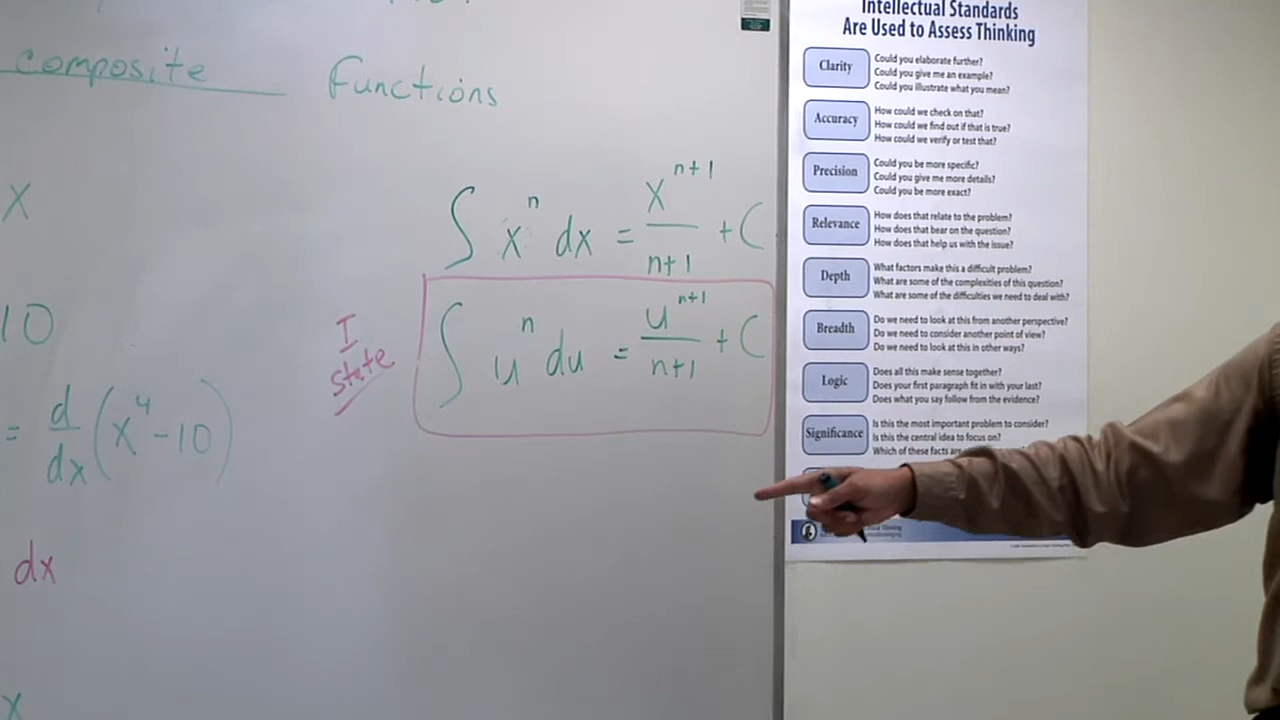 composite Functions
x
∫ xⁿ dx = xⁿ⁺¹/n+1 + C
10
∫ uⁿ du = uⁿ⁺¹/n+1 + C
I
state
= d/dx (x⁴ - 10)
dx
x
Intellectual Standards
Are Used to Assess Thinking
Clarity
Could you elaborate further?
Could you give me an example?
Could you illustrate what you mean?
Accuracy
How could we check on that?
How could we find out if that is true?
How could we verify or test that?
Precision
Could you be more specific?
Could you give me more details?
Could you be more exact?
Relevance
How does that relate to the problem?
How does that bear on the question?
How does that help us with the issue?
Depth
What factors make this a difficult problem?
What are some of the complexities of this question?
What are some of the difficulties we need to deal with?
Breadth
Do we need to look at this from another perspective?
Do we need to consider another point of view?
Do we need to look at this in other ways?
Logic
Does all this make sense together?
Does your first paragraph fit in with your last?
Does what you say follow from the evidence?
Significance
Is this the most important problem to consider?
Is this the central idea to focus on?
Which of these facts are
Thinking